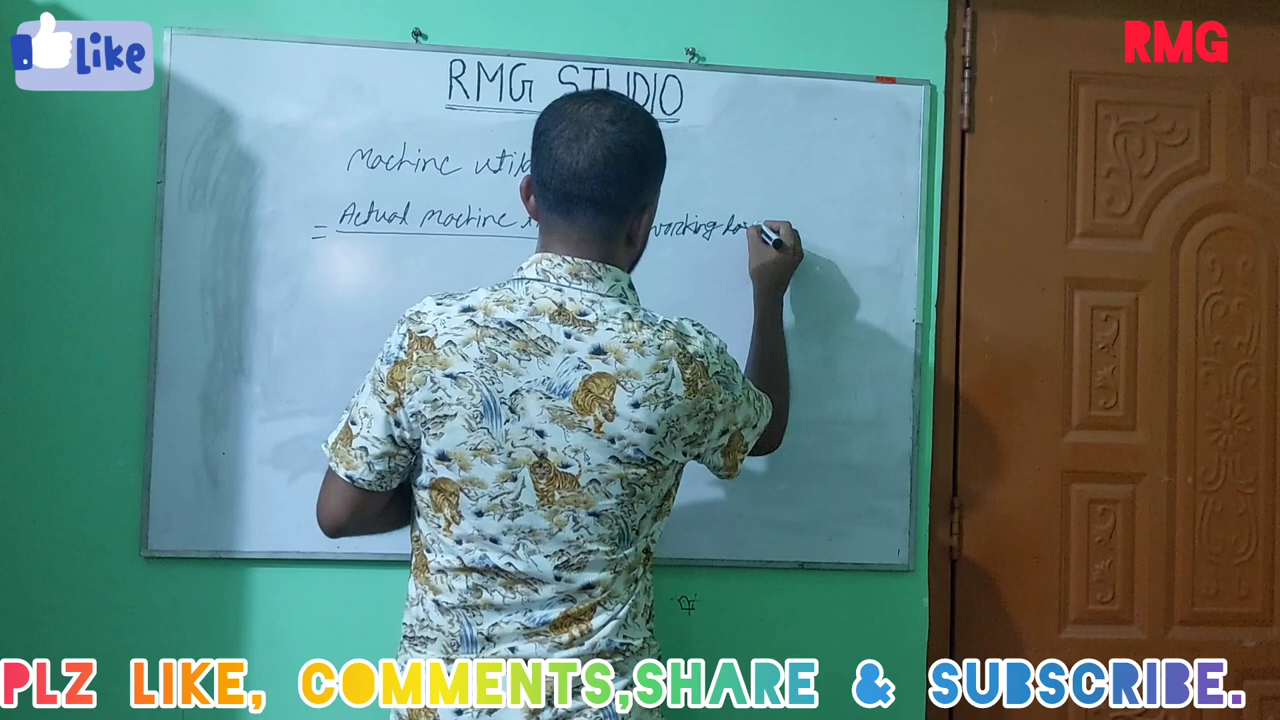 Like
RMG
RMG STUDIO
Machine
= Actual machine working
PLZ LIKE, COMMENTS,SHARE & SUBSCRIBE.